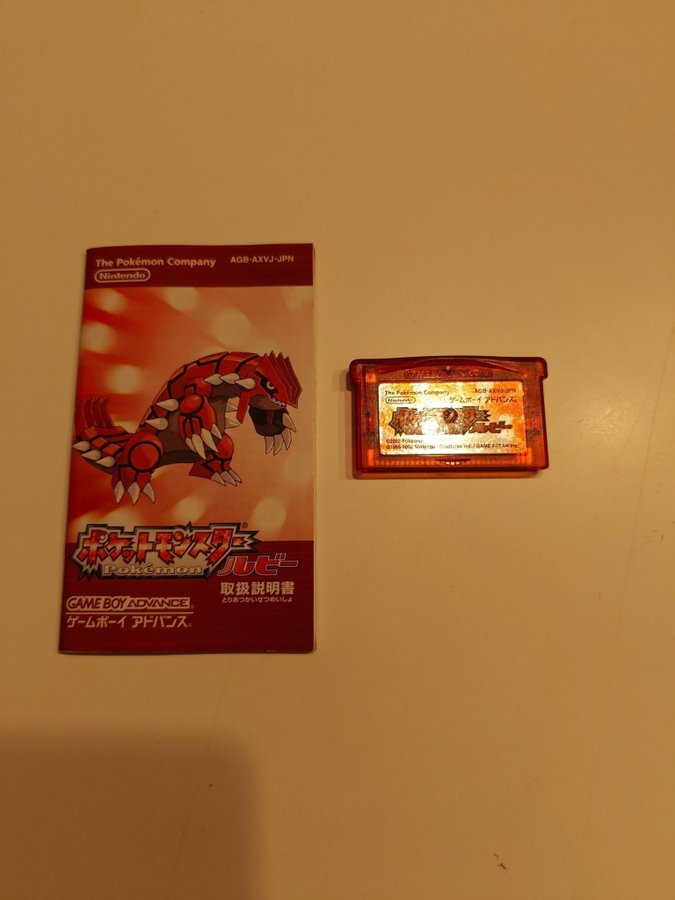 The Pokémon Company AGB-AXVJ-JPN
Nintendo
ポケットモンスター®
Pokémon
ルビー
取扱説明書
とりあつかいせつめいしょ
GAME BOY ADVANCE
ゲームボーイ アドバンス®
The Pokémon Company AGB-AXVJ-JPN
Nintendo ゲームボーイ アドバンス
ルビー
©2002 Pokémon